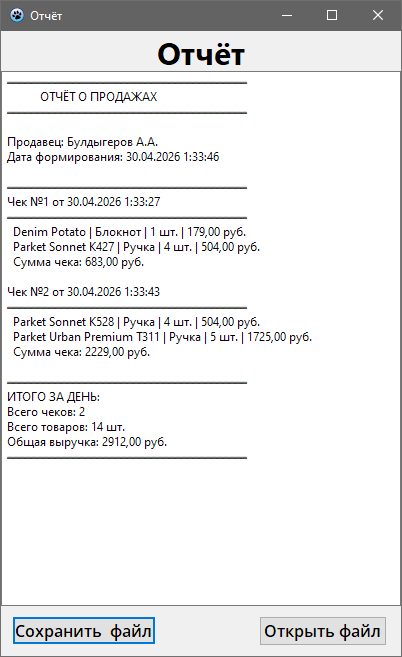 Отчёт
Отчёт
ОТЧЁТ О ПРОДАЖАХ
Продавец: Булдыгеров А.А.
Дата формирования: 30.04.2026 1:33:46
Чек №1 от 30.04.2026 1:33:27
Denim Potato | Блокнот | 1 шт. | 179,00 руб.
Parket Sonnet К427 | Ручка | 4 шт. | 504,00 руб.
Сумма чека: 683,00 руб.
Чек №2 от 30.04.2026 1:33:43
Parket Sonnet К528 | Ручка | 4 шт. | 504,00 руб.
Parket Urban Premium Т311 | Ручка | 5 шт. | 1725,00 руб.
Сумма чека: 2229,00 руб.
ИТОГО ЗА ДЕНЬ:
Всего чеков: 2
Всего товаров: 14 шт.
Общая выручка: 2912,00 руб.
Сохранить файл
Открыть файл